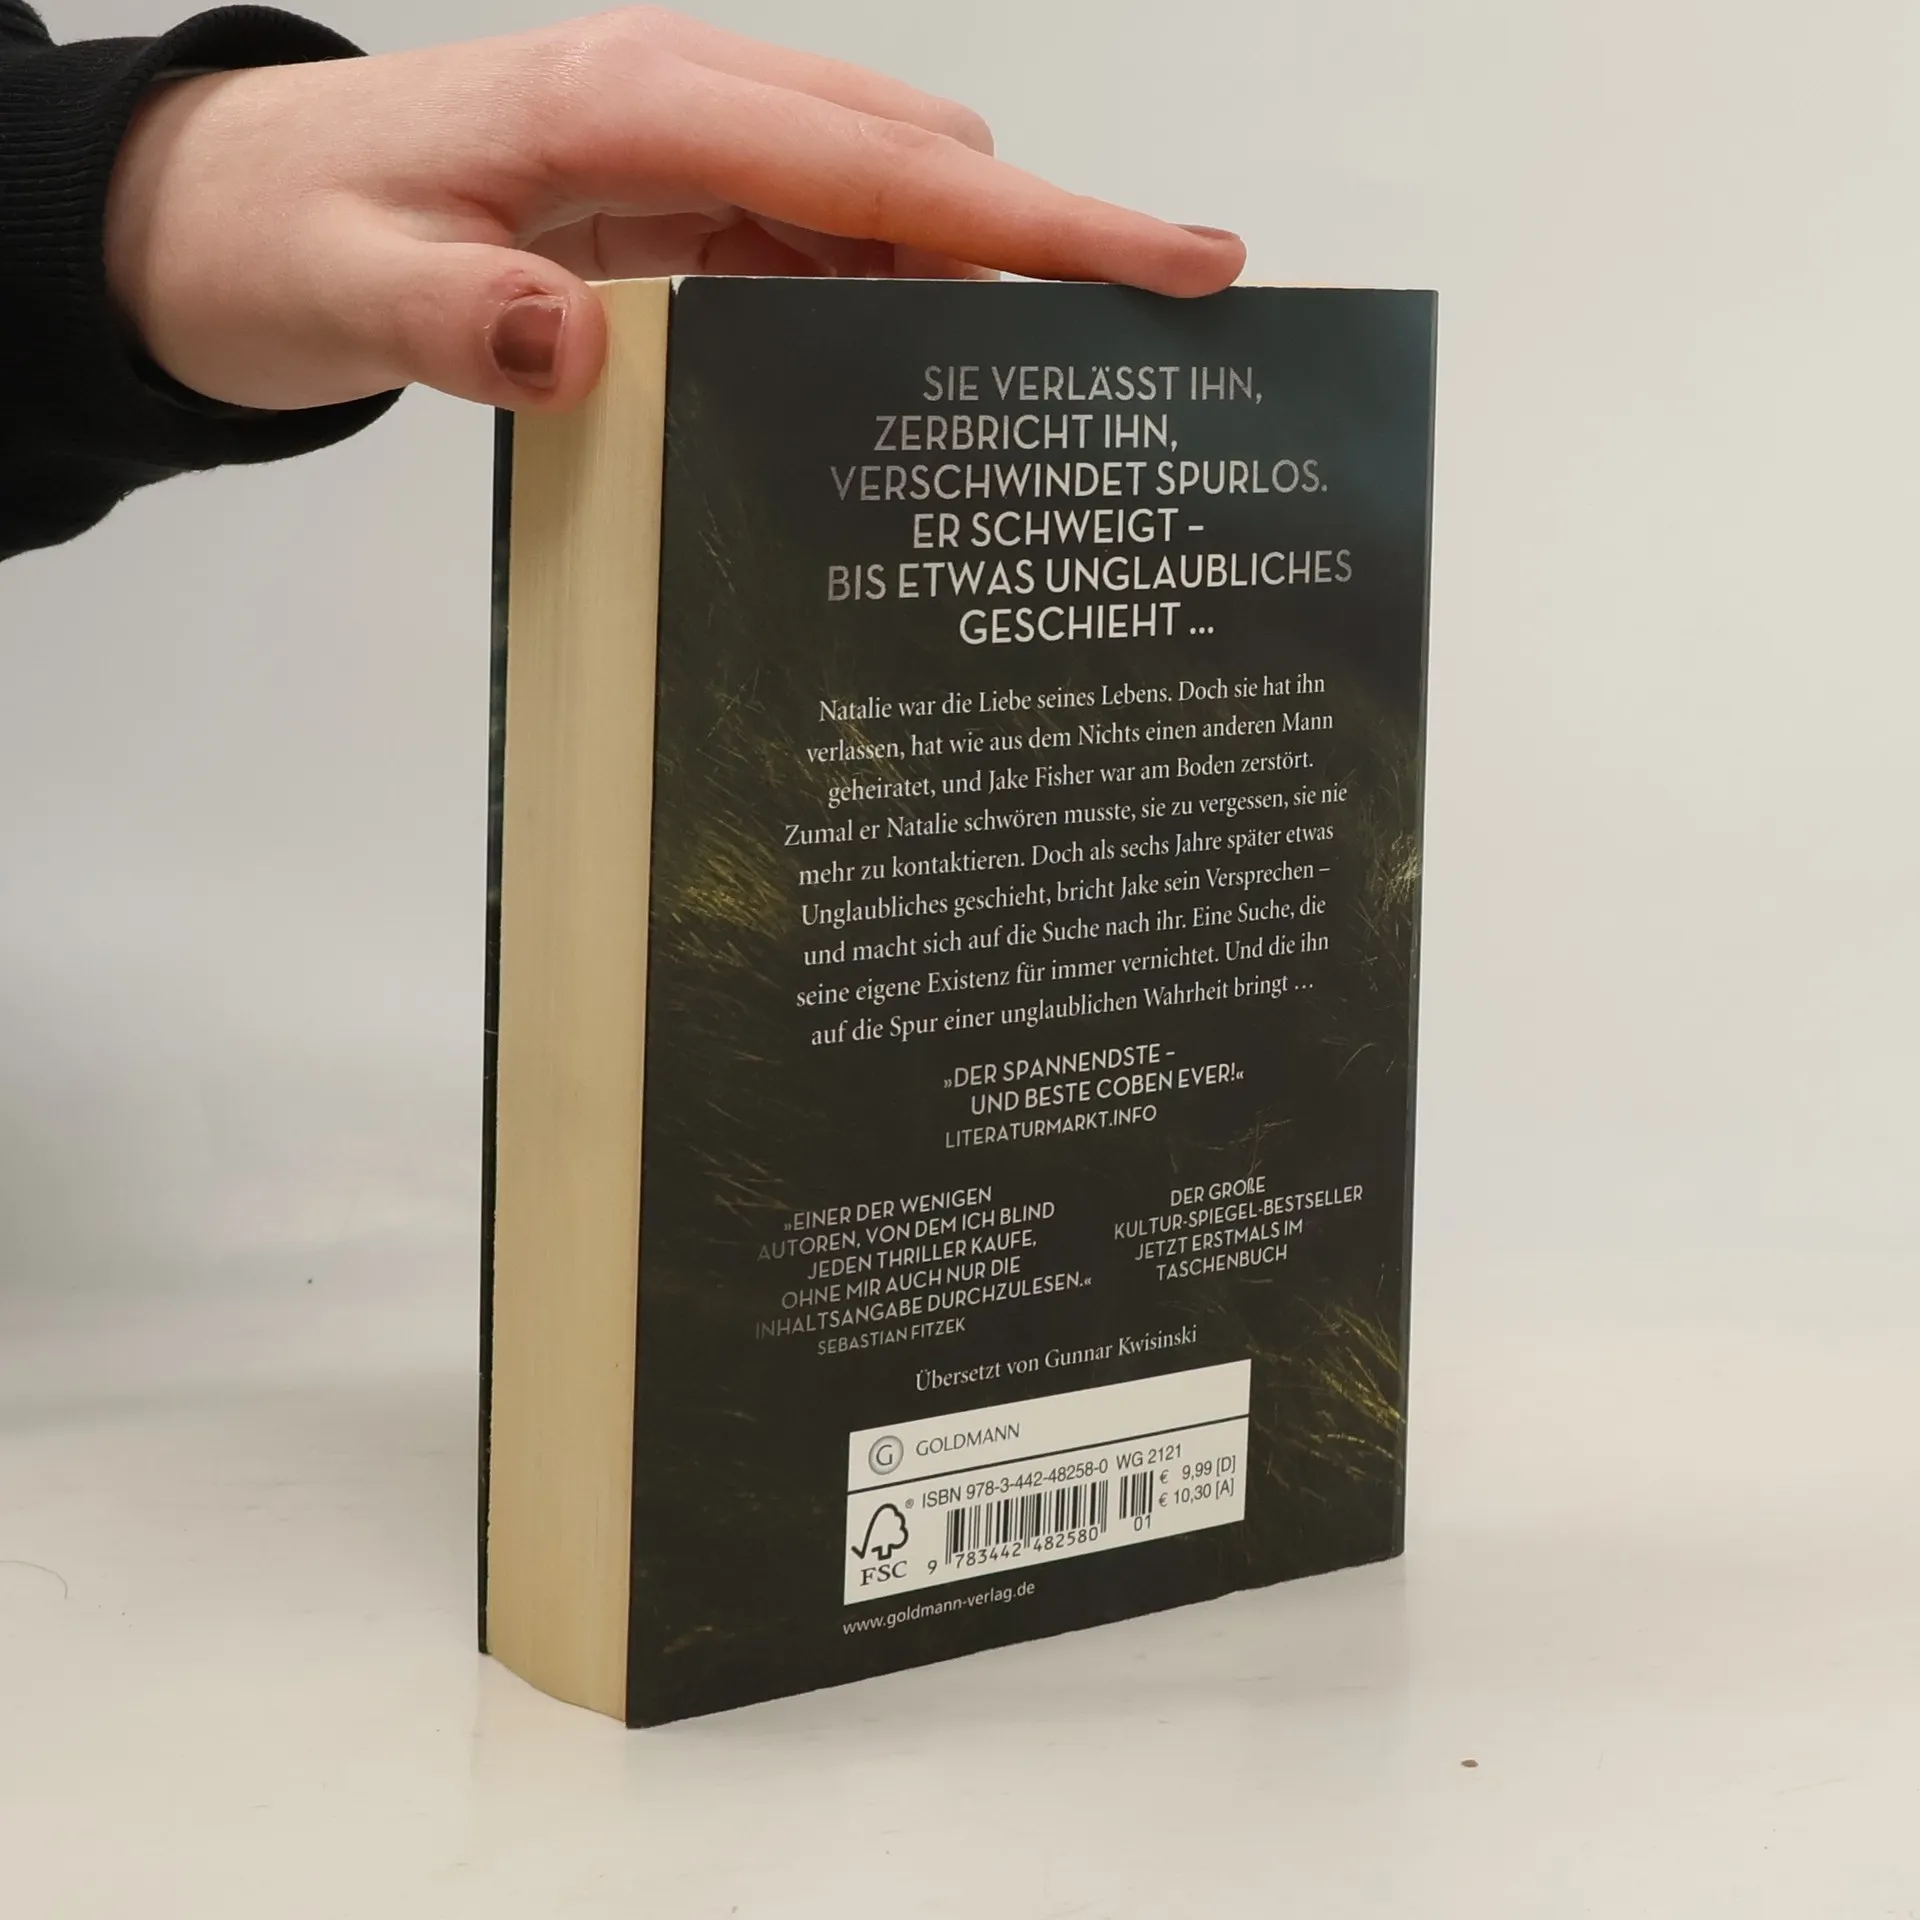 SIE VERLÄSST IHN,
ZERBRICHT IHN,
VERSCHWINDET SPURLOS.
ER SCHWEIGT –
BIS ETWAS UNGLAUBLICHES
GESCHIEHT ...
Natalie war die Liebe seines Lebens. Doch sie hat ihn
verlassen, hat wie aus dem Nichts einen anderen Mann
geheiratet, und Jake Fisher war am Boden zerstört.
Zumal er Natalie schwören musste, sie zu vergessen, sie nie
mehr zu kontaktieren. Doch als sechs Jahre später etwas
Unglaubliches geschieht, bricht Jake sein Versprechen –
und macht sich auf die Suche nach ihr. Eine Suche, die
seine eigene Existenz für immer vernichtet. Und die ihn
auf die Spur einer unglaublichen Wahrheit bringt ...
»DER SPANNENDSTE –
UND BESTE COBEN EVER!«
LITERATURMARKT.INFO
»EINER DER WENIGEN
AUTOREN, VON DEM ICH BLIND
JEDEN THRILLER KAUFE,
OHNE MIR AUCH NUR DIE
INHALTSANGABE DURCHZULESEN.«
SEBASTIAN FITZEK
DER GROßE
KULTUR-SPIEGEL-BESTSELLER
JETZT ERSTMALS IM
TASCHENBUCH
Übersetzt von Gunnar Kwisinski
G GOLDMANN
ISBN 978-3-442-48258-0 WG 2121
€ 9,99 [D]
€ 10,30 [A]
® FSC
9 783442 482580 01
www.goldmann-verlag.de